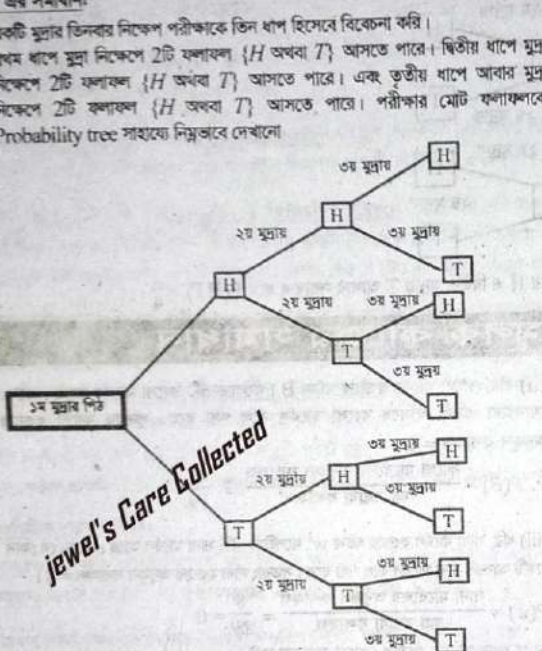 এর সমাধান:
একটি মুদ্রার তিনবার নিক্ষেপ পরীক্ষাকে তিন ধাপ হিসেবে বিবেচনা করি।
প্রথম ধাপে মুদ্রা নিক্ষেপে 2টি ফলাফল {H অথবা T} আসতে পারে। দ্বিতীয় ধাপে মুদ্রা
নিক্ষেপে 2টি ফলাফল {H অথবা T} আসতে পারে। এবং তৃতীয় ধাপে আবার মুদ্রা
নিক্ষেপে 2টি ফলাফল {H অথবা T} আসতে পারে। পরীক্ষার মোট ফলাফলকে
Probability tree সাহায্যে নিম্নভাবে দেখানো
৩য় মুদ্রায় H
২য় মুদ্রায় H ৩য় মুদ্রায়
T
H ২য় মুদ্রায় ৩য় মুদ্রায় H
T ৩য় মুদ্রায়
১ম মুদ্রার পিঠ T
jewel's Care Collected
২য় মুদ্রায় H ৩য় মুদ্রায় H
৩য় মুদ্রায় T
T
২য় মুদ্রায় T ৩য় মুদ্রায় H
৩য় মুদ্রায় T